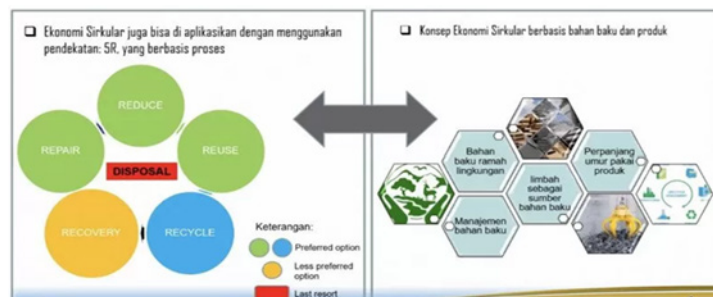 ❑ Ekonomi Sirkular juga bisa di aplikasikan dengan menggunakan
pendekatan; 5R, yang berbasis proses
REDUCE
REPAIR
REUSE
DISPOSAL
RECOVERY
RECYCLE
Keterangan:
Preferred option
Less preferred
option
Last resort
❑ Konsep Ekonomi Sirkular berbasis bahan baku dan produk
Bahan
baku ramah
lingkungan
Perpanjang
umur pakai
produk
limbah
sebagai
sumber
bahan baku
Manajemen
bahan baku